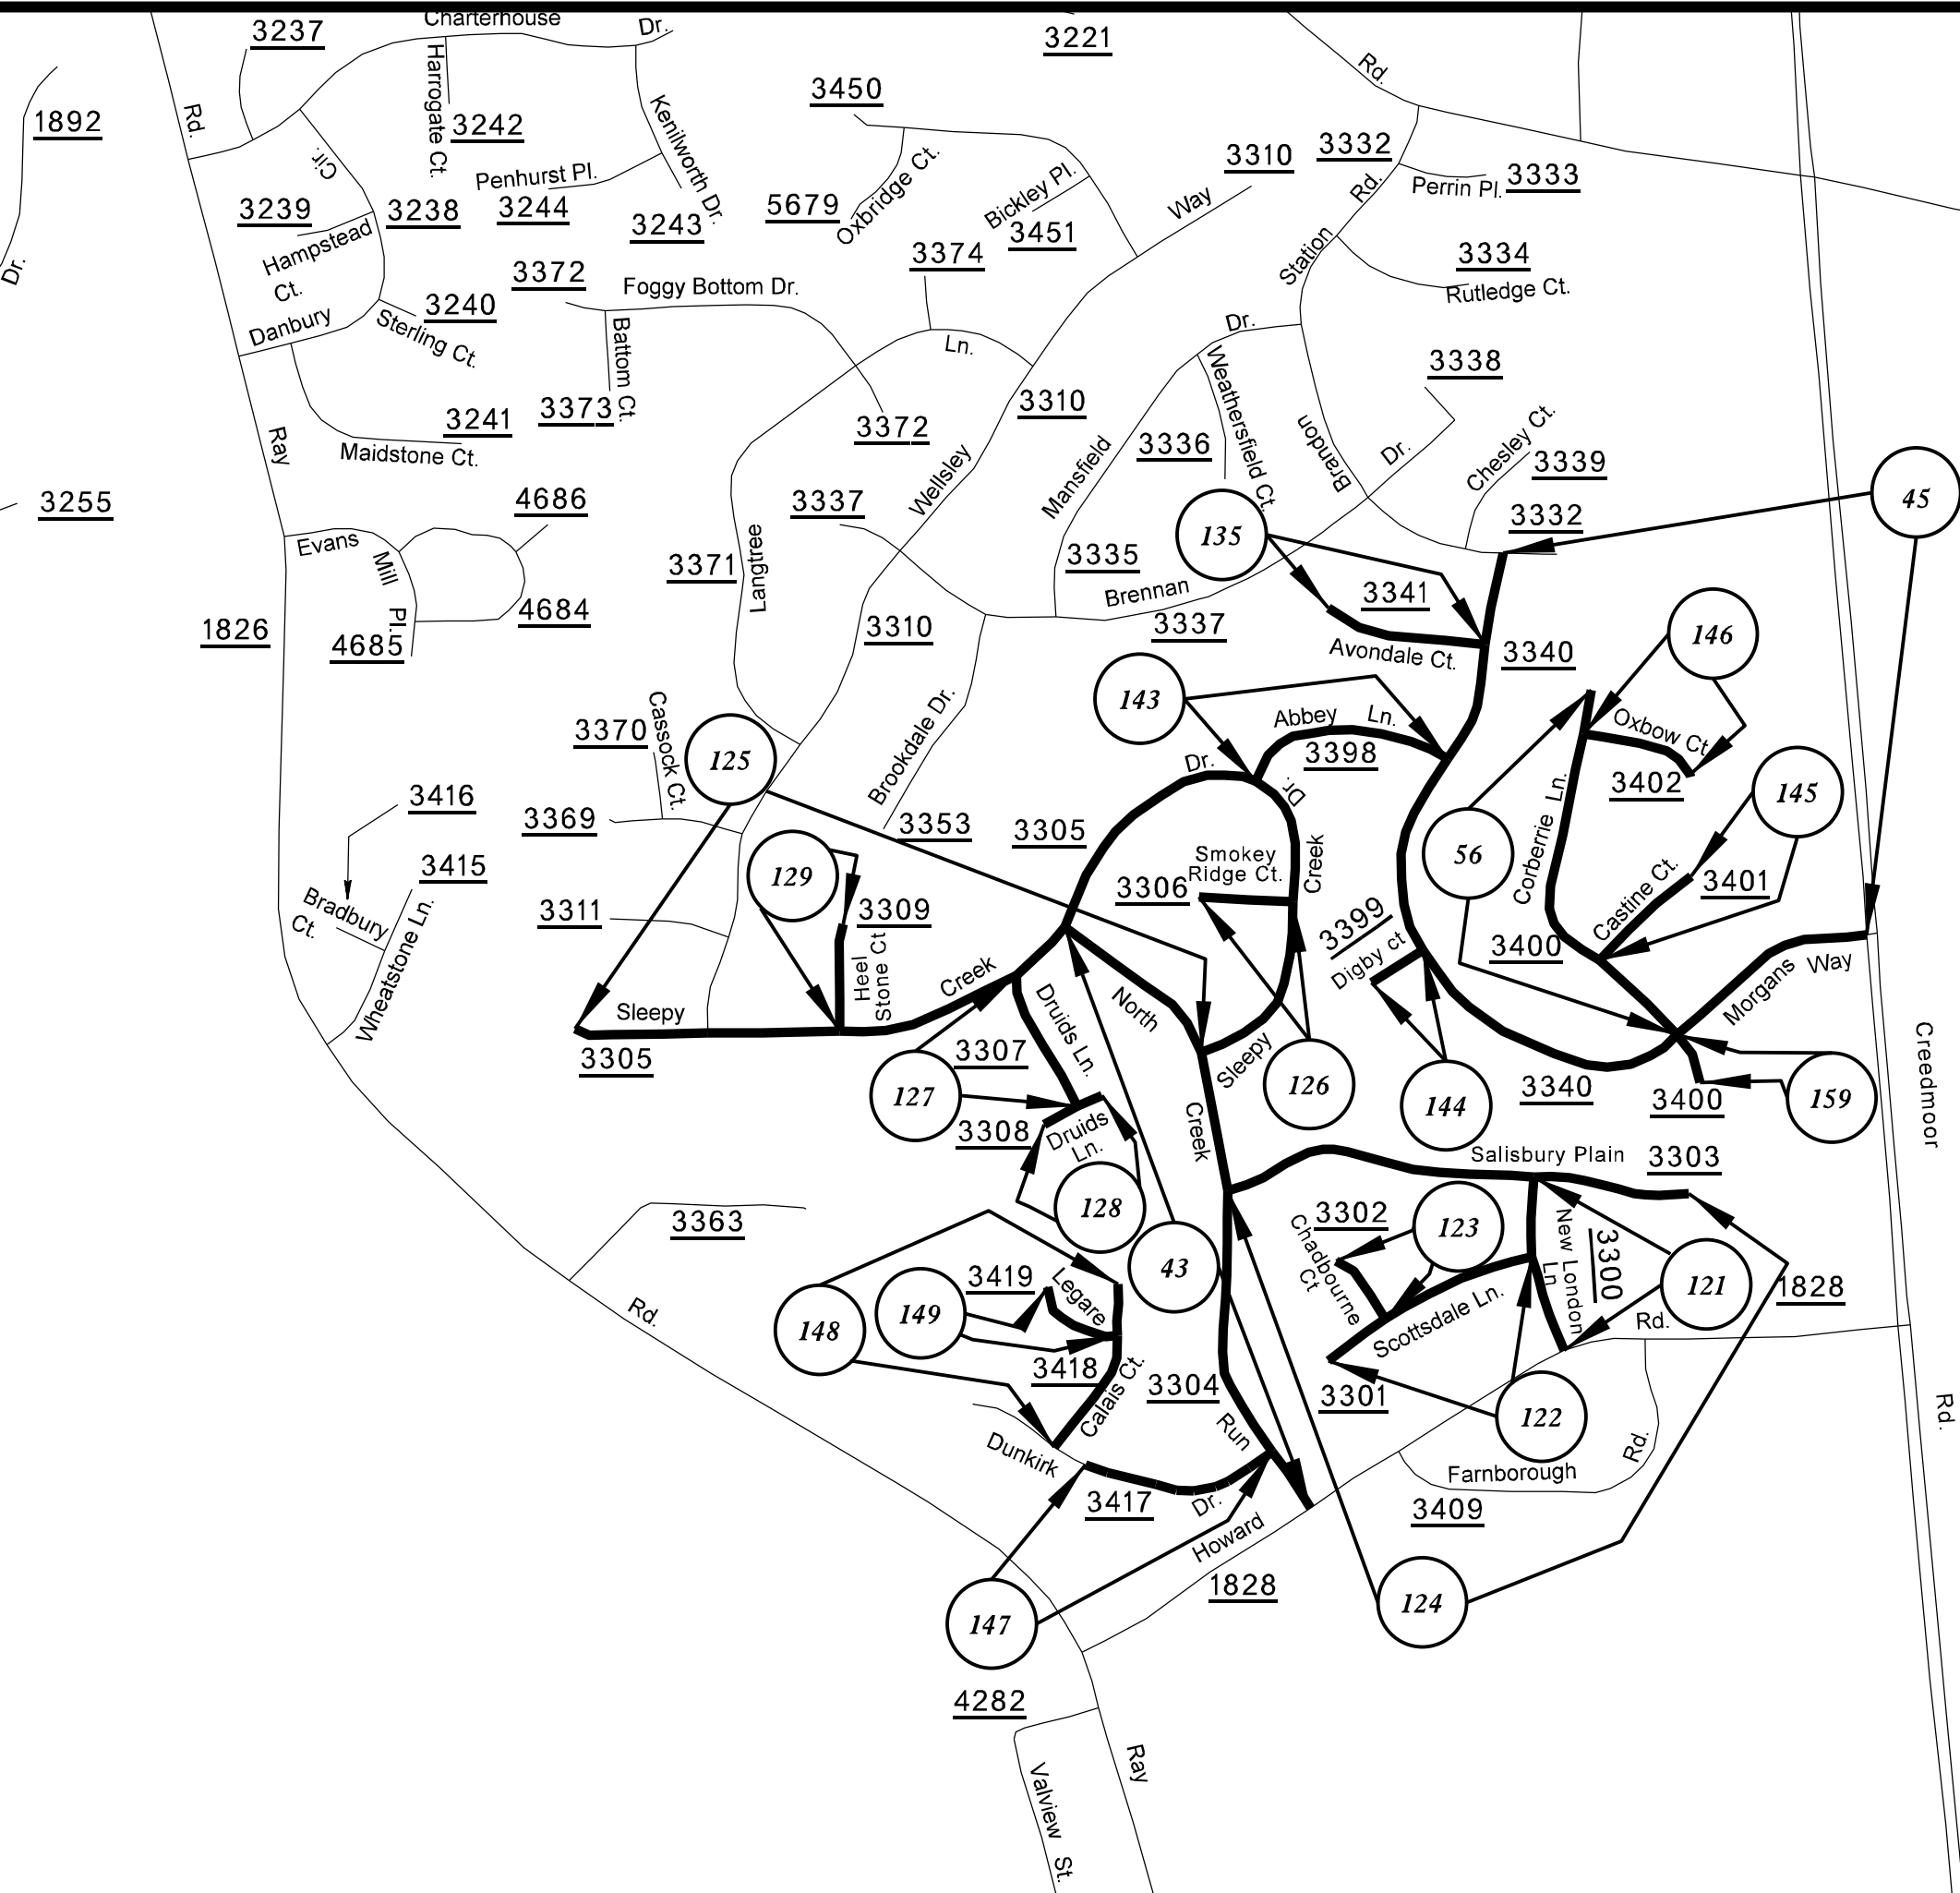 Charterhouse
Dr.
3237
3221
Rd.
3450
1892
Rd.
Harrogate Ct.
3242
Kenilworth Dr.
Cir.
Penhurst Pl.
3244
3243
3239
3238
Hampstead
Ct.
5679
Oxbridge Ct.
Bickley Pl.
3451
Way
3310
3332
Rd.
Perrin Pl.
3333
Dr.
3372
Foggy Bottom Dr.
3374
Station
3334
Rutledge Ct.
Danbury
3240
Sterling Ct.
Battom Ct.
Ln.
Dr.
Weathersfield Ct.
3338
3241
Maidstone Ct.
3373
3372
3310
Ray
Wellsley
Mansfield
3336
Brandon
Dr.
Chesley Ct.
3339
45
3255
4686
3337
3332
135
Evans
Mill
Pl.
4684
4685
1826
3371
Langtree
3335
Brennan
3337
3341
Avondale Ct.
3340
3310
146
143
Abbey Ln.
3398
Oxbow Ct.
3402
3370
Cassock Ct.
125
Brookdale Dr.
Dr.
Dr.
145
3416
3369
3353
3305
56
Corberrie Ln.
3415
Bradbury
Ct.
Wheatstone Ln.
129
Smokey
Ridge Ct.
3306
Creek
Castine Ct.
3401
3311
3309
Heel
Stone Ct
3399
Digby ct
3400
Morgans Way
Sleepy
Creek
3305
Druids Ln.
North
Sleepy
3307
127
126
144
3340
3400
159
Creedmoor
3308
Druids
Ln.
Creek
128
Salisbury Plain
3303
3363
43
3302
Chadbourne
Ct
123
New London
Ln
3300
121
1828
Rd.
148
149
3419
Legare
3418
Calais Ct.
3304
Scottsdale Ln.
3301
122
Rd.
Rd.
Run
Dunkirk
3417
Dr.
Farnborough
Rd.
3409
Howard
1828
147
124
4282
Valview St.
Ray